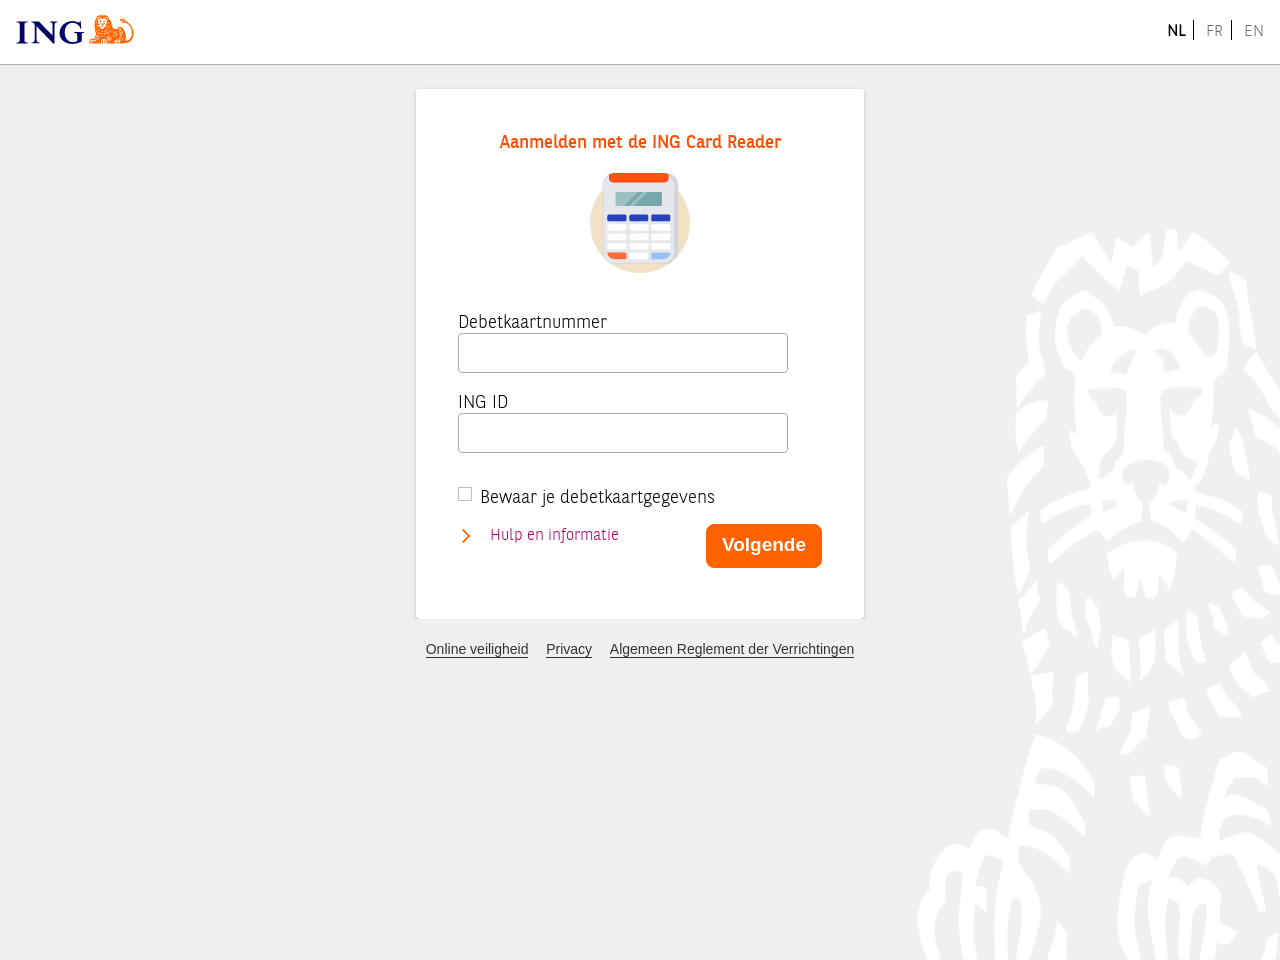 ING
NL FR EN
Aanmelden met de ING Card Reader
Debetkaartnummer
ING ID
Bewaar je debetkaartgegevens
Hulp en informatie
Volgende
Online veiligheid Privacy Algemeen Reglement der Verrichtingen